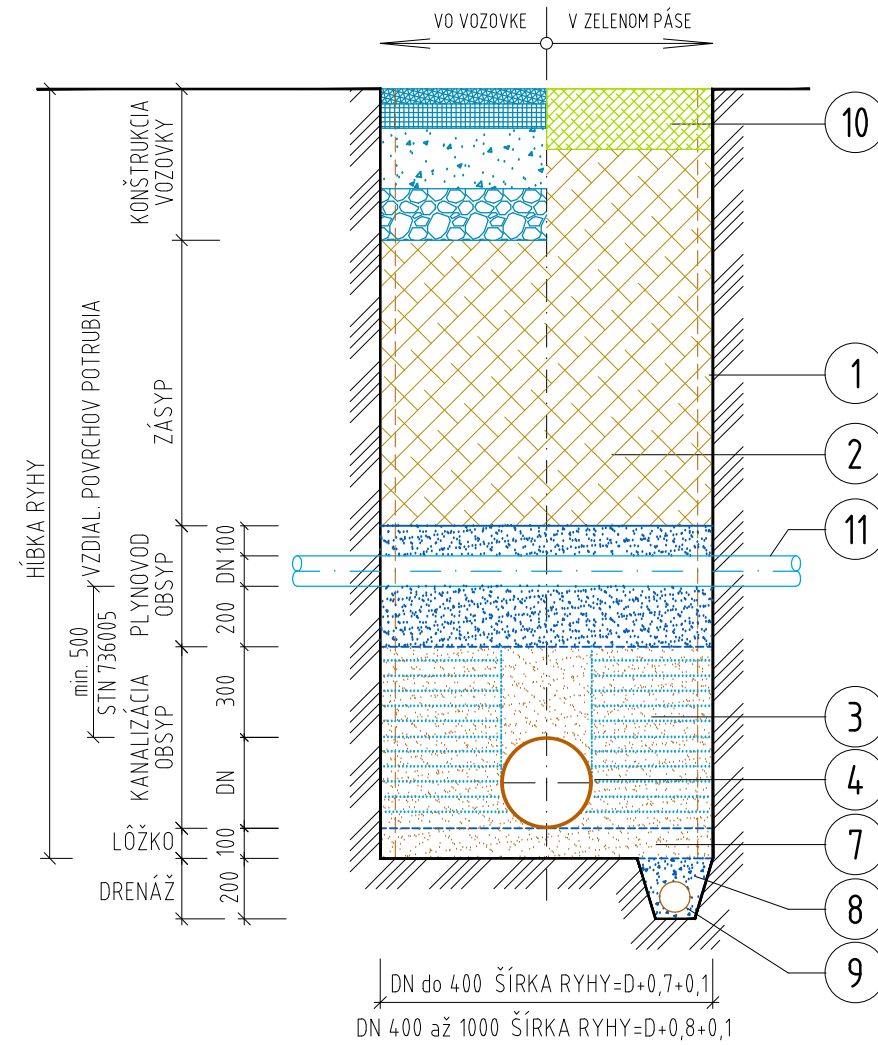 VO VOZOVKE
V ZELENOM PÁSE
KONŠTRUKCIA
VOZOVKY
10
HĺBKA RYHY
VZDIAL. POVRCHOV POTRUBIA
ZÁSYP
1
2
PLYNOVOD
OBSYP
100
DN
200
11
min. 500
STN 736005
KANALIZÁCIA
OBSYP
300
DN
3
4
LÔŽKO
100
7
DRENÁŽ
200
8
9
DN do 400 ŠÍRKA RYHY=D+0,7+0,1
DN 400 až 1000 ŠÍRKA RYHY=D+0,8+0,1